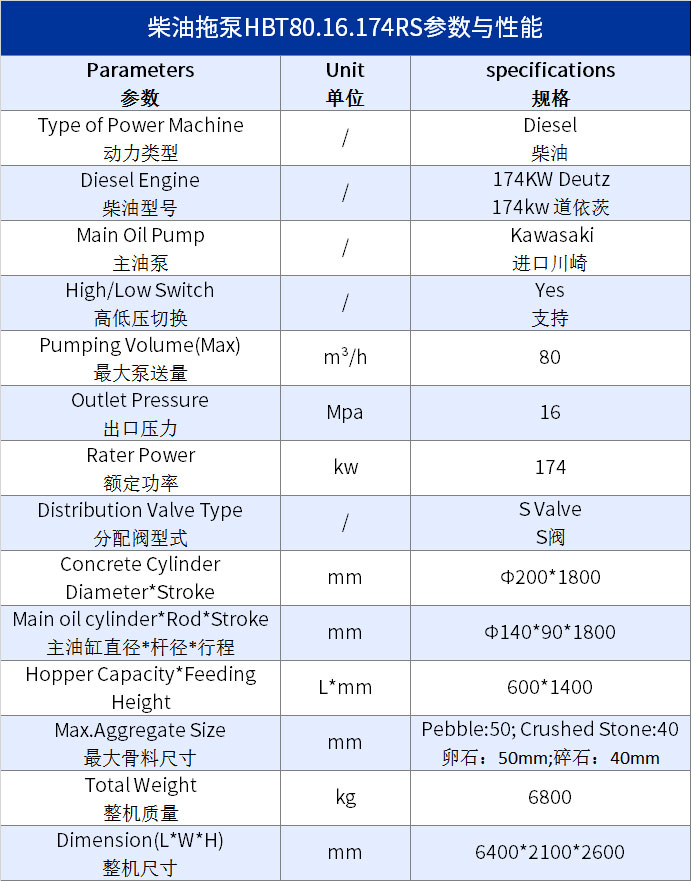 柴油拖泵HBT80.16.174RS参数与性能
Parameters
参数
Unit
单位
specifications
规格
Type of Power Machine
动力类型
/
Diesel
柴油
Diesel Engine
柴油型号
/
174KW Deutz
174kw 道依茨
Main Oil Pump
主油泵
/
Kawasaki
进口川崎
High/Low Switch
高低压切换
/
Yes
支持
Pumping Volume(Max)
最大泵送量
m³/h
80
Outlet Pressure
出口压力
Mpa
16
Rater Power
额定功率
kw
174
Distribution Valve Type
分配阀型式
/
S Valve
S阀
Concrete Cylinder
Diameter*Stroke
mm
Φ200*1800
Main oil cylinder*Rod*Stroke
主油缸直径*杆径*行程
mm
Φ140*90*1800
Hopper Capacity*Feeding
Height
L*mm
600*1400
Max.Aggregate Size
最大骨料尺寸
mm
Pebble:50; Crushed Stone:40
卵石：50mm;碎石：40mm
Total Weight
整机质量
kg
6800
Dimension(L*W*H)
整机尺寸
mm
6400*2100*2600